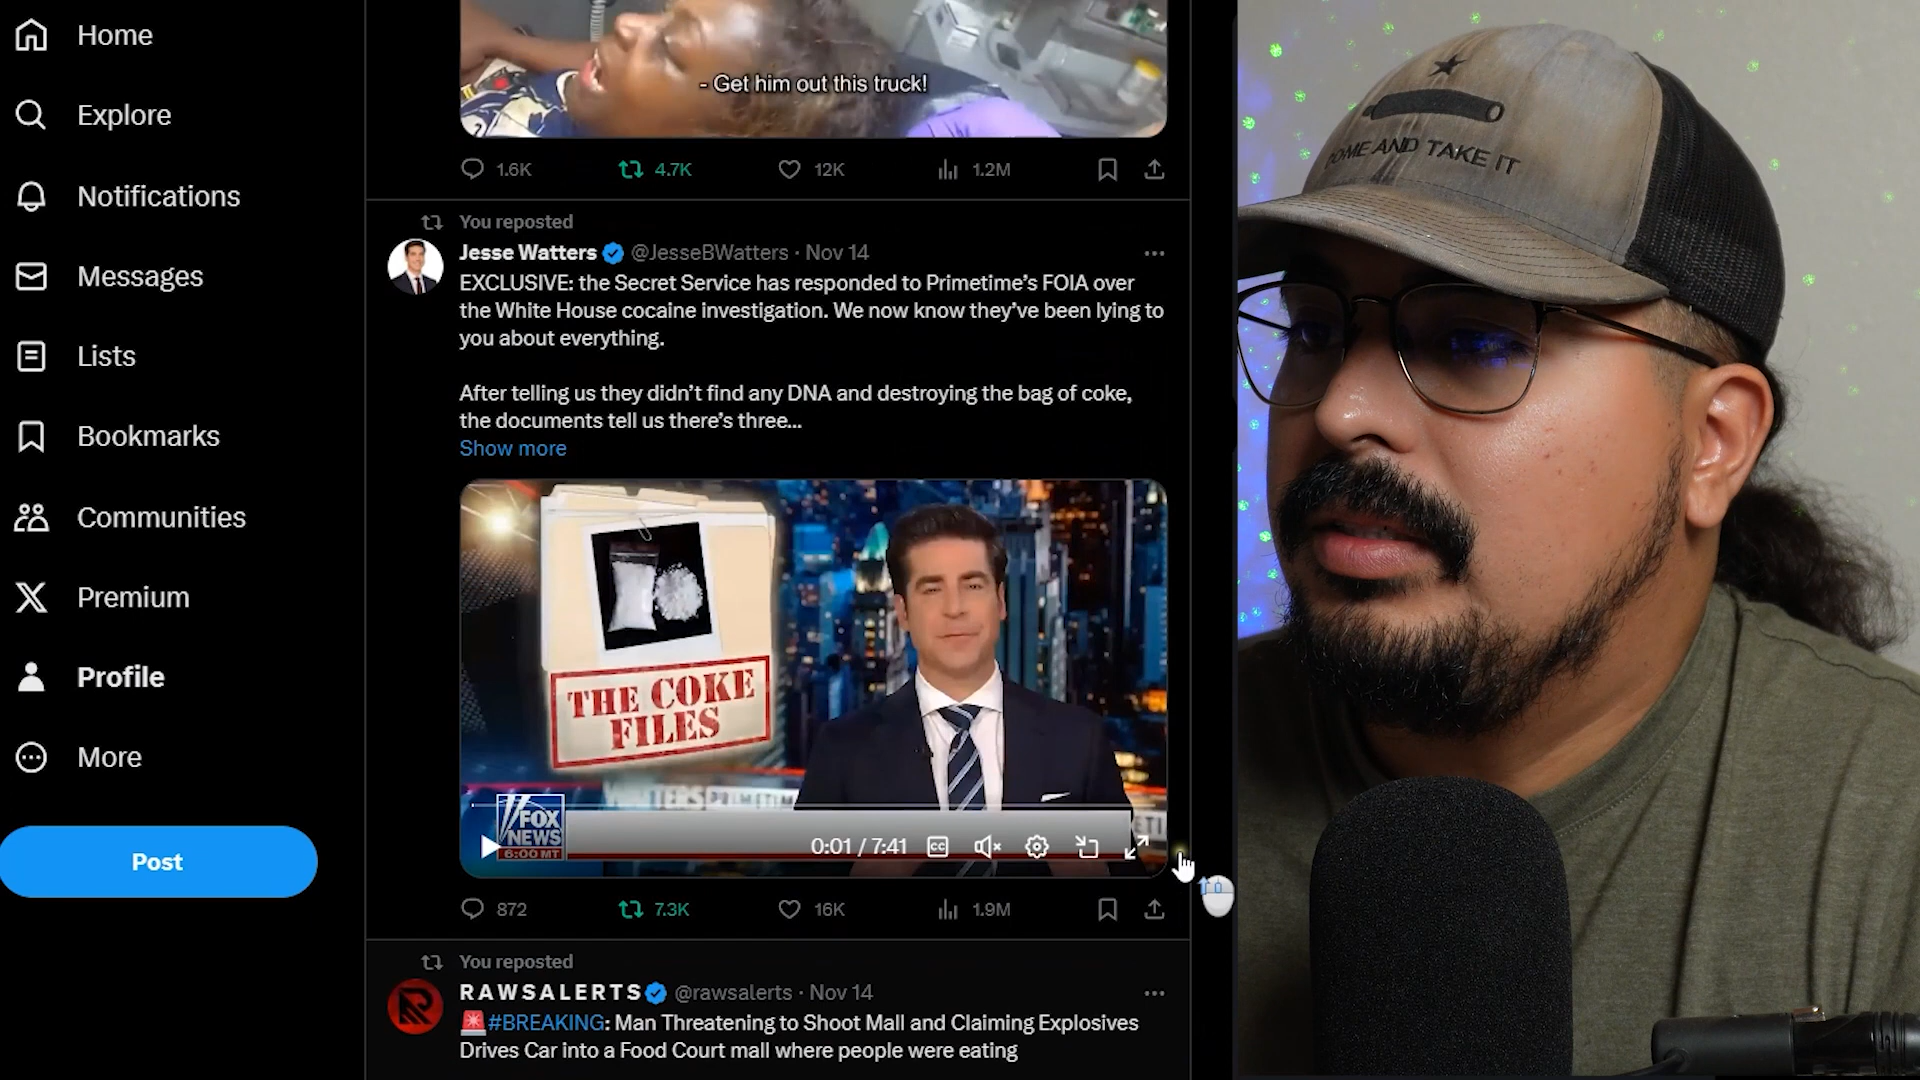 Home
Explore
Notifications
Messages
Lists
Bookmarks
Communities
Premium
Profile
More
Post
- Get him out this truck!
1.6K 4.7K 12K 1.2M
You reposted
Jesse Watters @JesseBWatters · Nov 14
EXCLUSIVE: the Secret Service has responded to Primetime’s FOIA over
the White House cocaine investigation. We now know they’ve been lying to
you about everything.
After telling us they didn’t find any DNA and destroying the bag of coke,
the documents tell us there’s three...
Show more
THE COKE
FILES
WATTERS PRIMETIME
FOX
NEWS
6:00 MT
0:01 / 7:41
CC
872 7.3K 16K 1.9M
You reposted
RAWSALERTS @rawsalerts · Nov 14
🚨#BREAKING: Man Threatening to Shoot Mall and Claiming Explosives
Drives Car into a Food Court mall where people were eating
COME AND TAKE IT